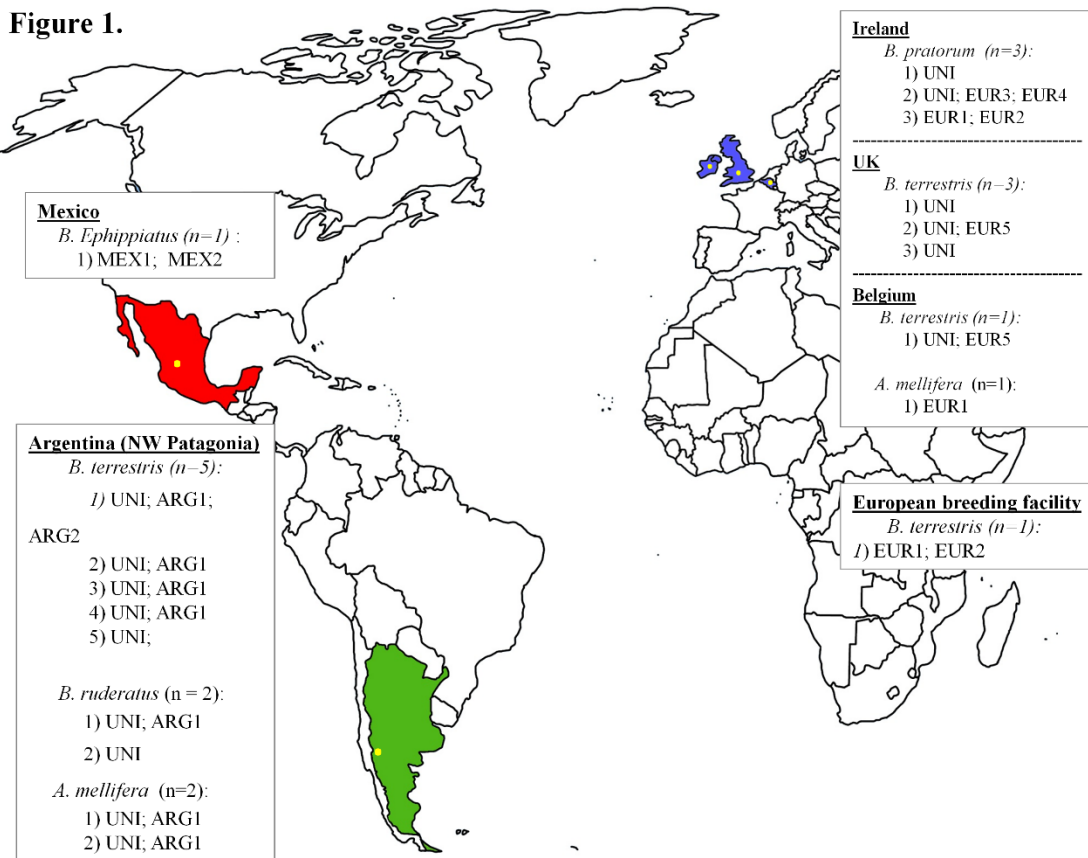 Figure 1.
Mexico
B. Ephippiatus (n=1) :
1) MEX1; MEX2
Argentina (NW Patagonia)
B. terrestris (n–5):
1) UNI; ARG1;
ARG2
2) UNI; ARG1
3) UNI; ARG1
4) UNI; ARG1
5) UNI;
B. ruderatus (n = 2):
1) UNI; ARG1
2) UNI
A. mellifera (n=2):
1) UNI; ARG1
2) UNI; ARG1
Ireland
B. pratorum (n=3):
1) UNI
2) UNI; EUR3; EUR4
3) EUR1; EUR2
UK
B. terrestris (n–3):
1) UNI
2) UNI; EUR5
3) UNI
Belgium
B. terrestris (n=1):
1) UNI; EUR5
A. mellifera (n=1):
1) EUR1
European breeding facility
B. terrestris (n–1):
1) EUR1; EUR2